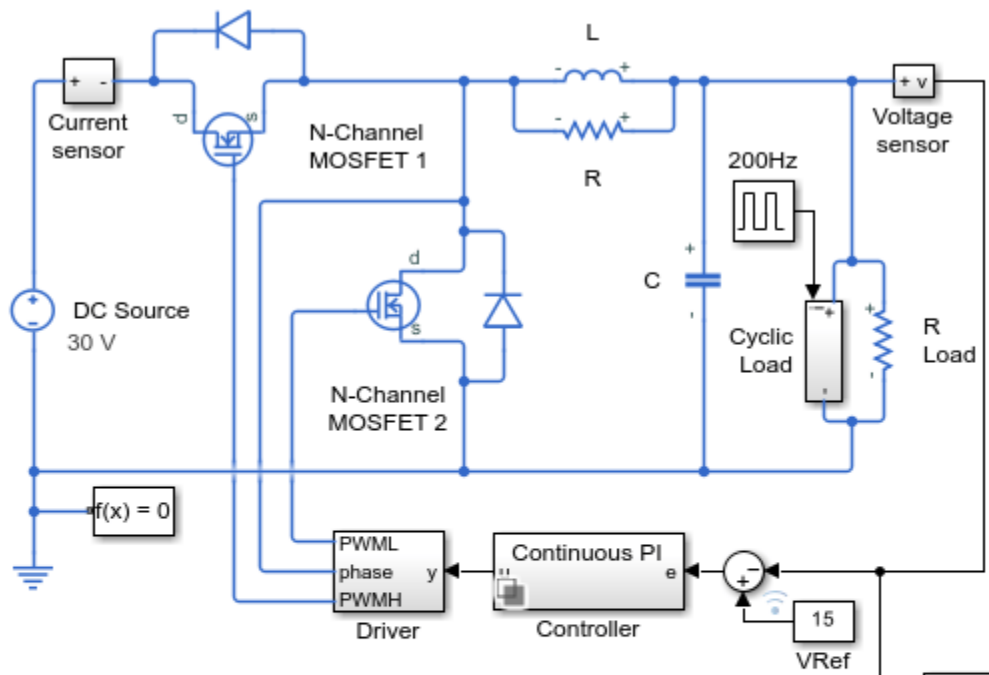 L
+ -
Current
sensor
d
s
N-Channel
MOSFET 1
- +
- +
R
+ v
Voltage
sensor
200Hz
d
s
+
C
-
+
-
DC Source
30 V
Cyclic
Load
+
-
+
-
R
Load
N-Channel
MOSFET 2
f(x) = 0
PWML
phase
y
PWMH
Driver
Continuous PI
e
Controller
-
+
15
VRef